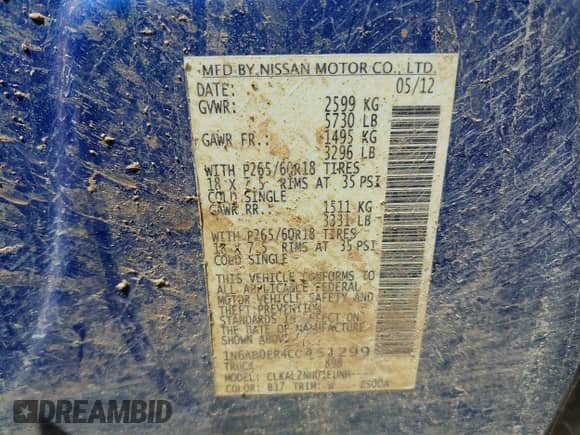 MFD BY NISSAN MOTOR CO., LTD.
DATE: 05/12
GVWR: 2599 KG
5730 LB
GAWR FR.: 1495 KG
3296 LB
WITH P265/60R18 TIRES
18 X 7.5 RIMS AT 35 PSI
COLD SINGLE
GAWR RR.: 1511 KG
3331 LB
WITH P265/60R18 TIRES
18 X 7.5 RIMS AT 35 PSI
COLD SINGLE
THIS VEHICLE CONFORMS TO
ALL APPLICABLE FEDERAL
MOTOR VEHICLE SAFETY AND
THEFT PREVENTION
STANDARDS IN EFFECT ON
THE DATE OF MANUFACTURE
SHOWN ABOVE.
TRUCK
MODEL:
COLOR: B17 TRIM:
DREAMBID